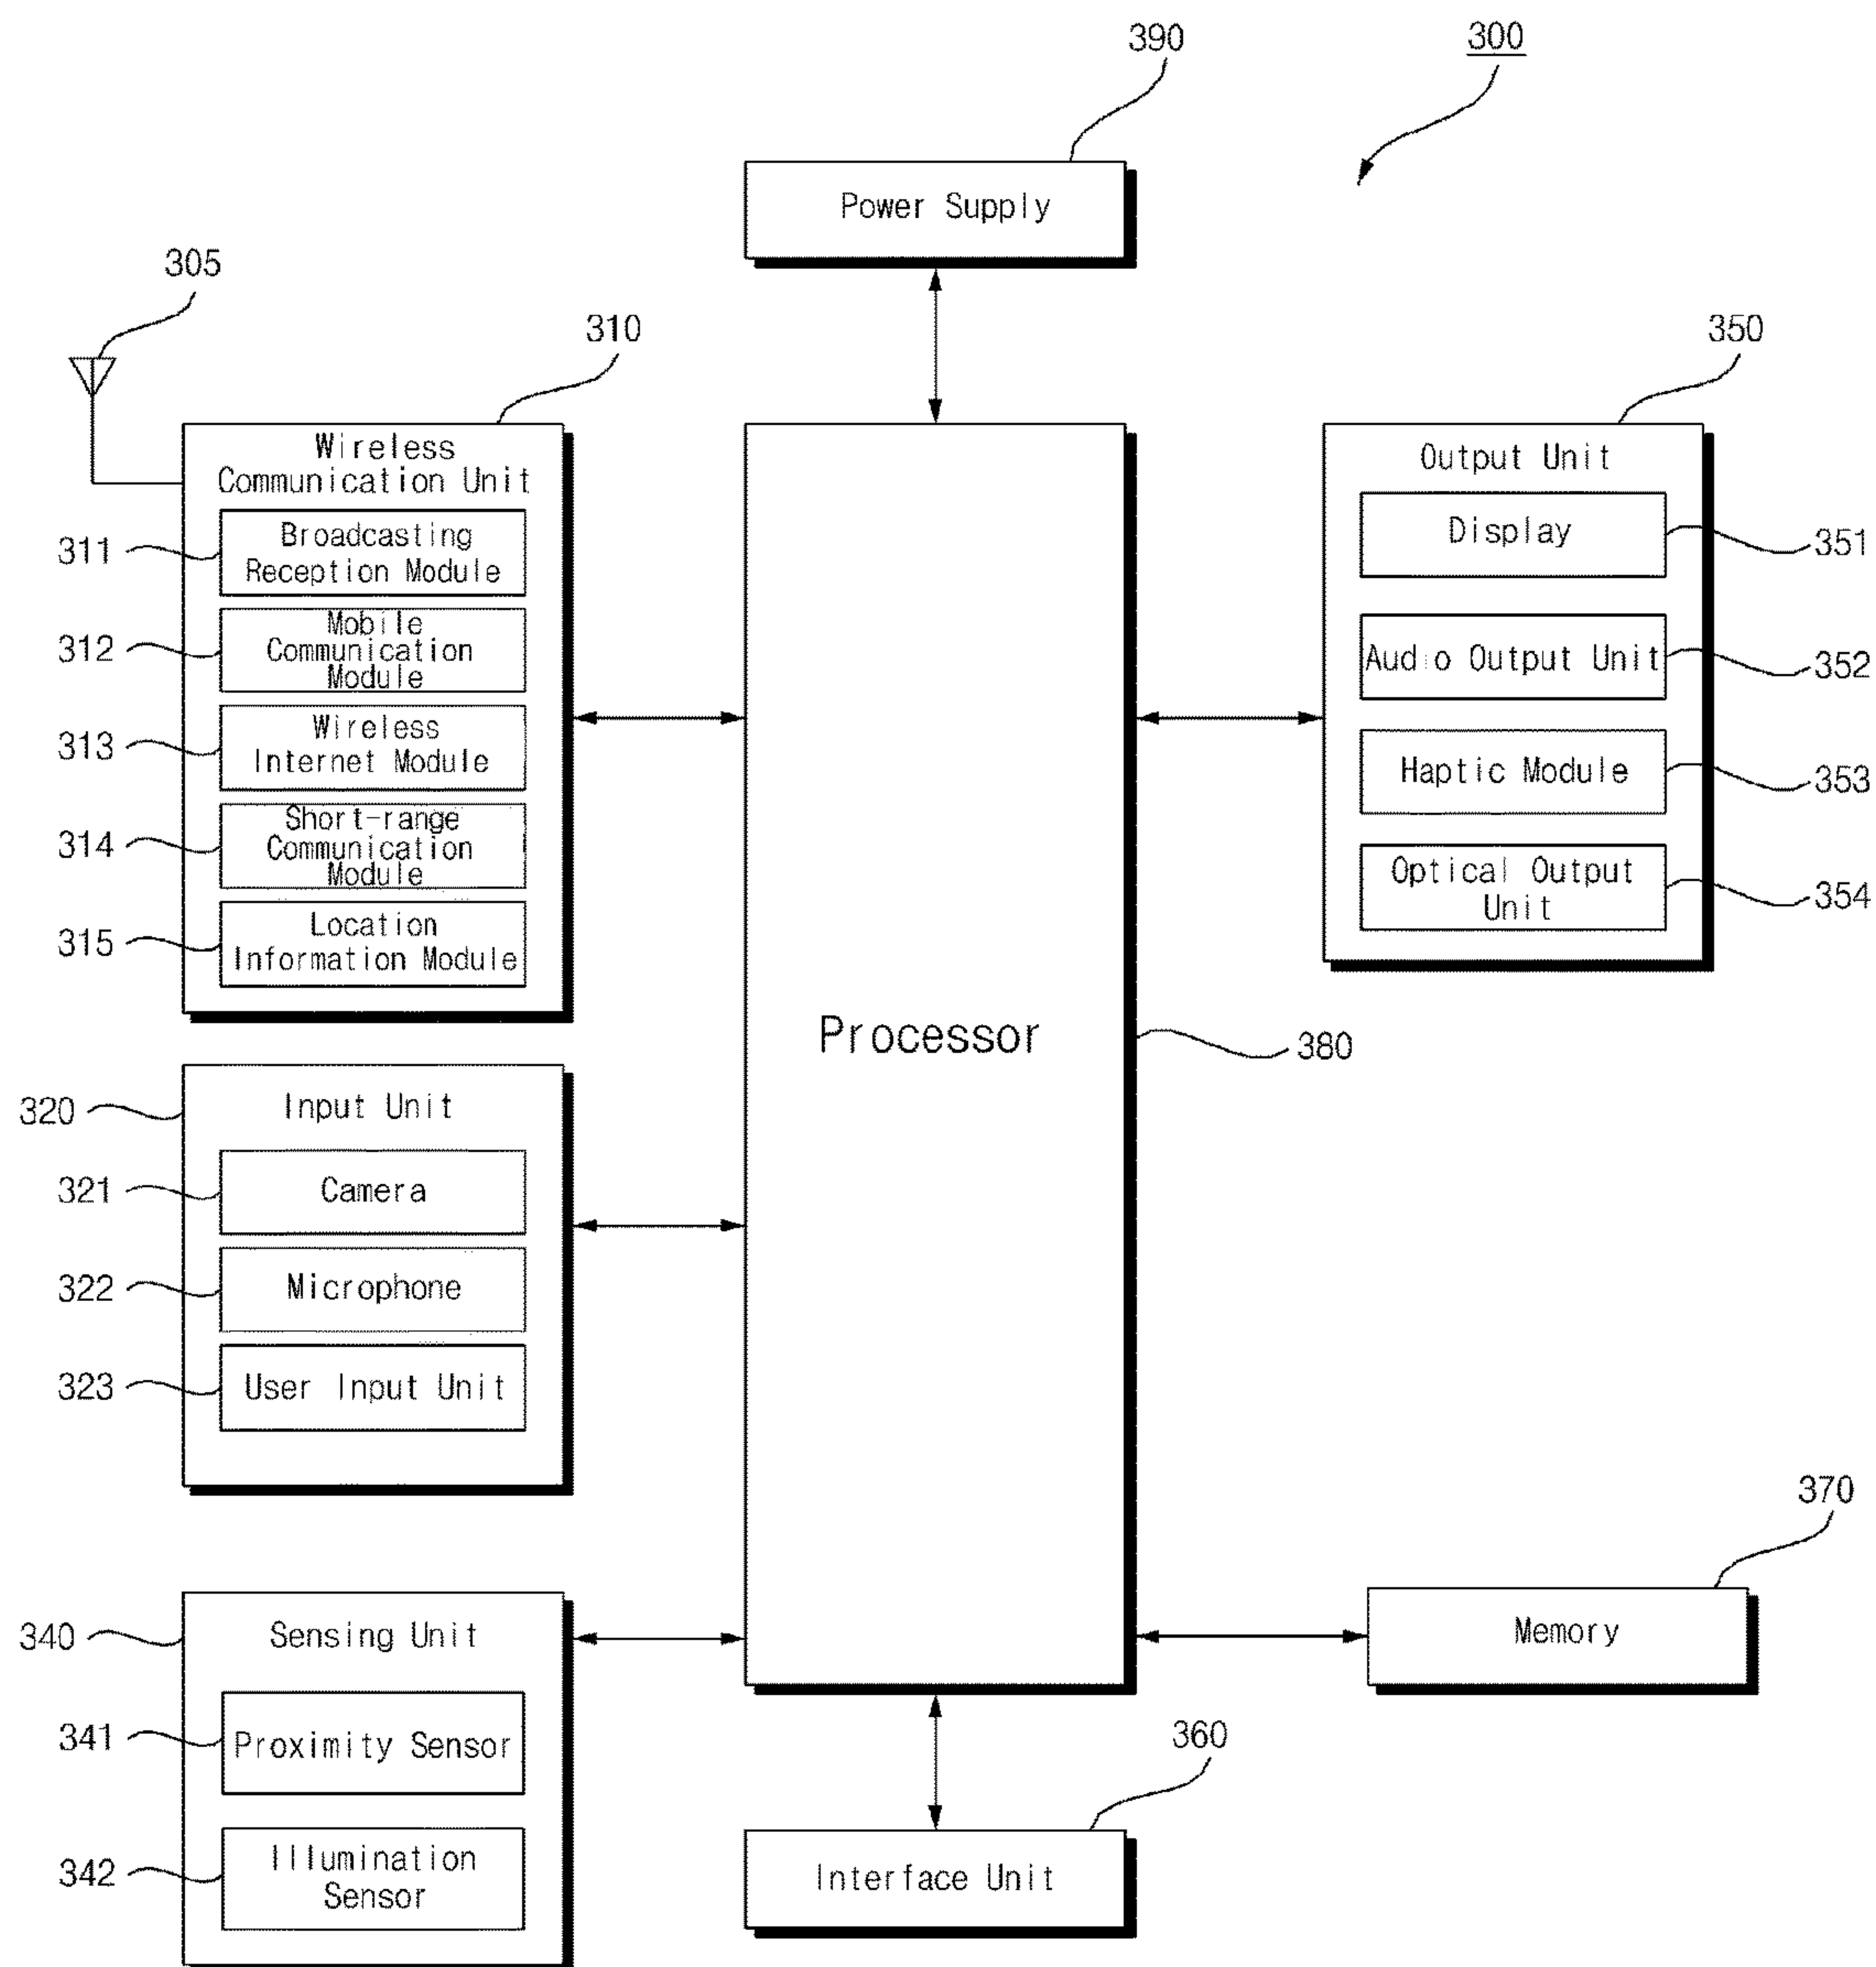 390
300
Power Supply
305
310
350
Wireless
Communication Unit
311
Broadcasting
Reception Module
312
Mobile
Communication
Module
313
Wireless
Internet Module
314
Short-range
Communication
Module
315
Location
Information Module
Output Unit
Display
351
Audio Output Unit
352
Haptic Module
353
Optical Output
Unit
354
Processor
380
320
Input Unit
321
Camera
322
Microphone
323
User Input Unit
370
Memory
340
Sensing Unit
341
Proximity Sensor
342
Illumination
Sensor
360
Interface Unit